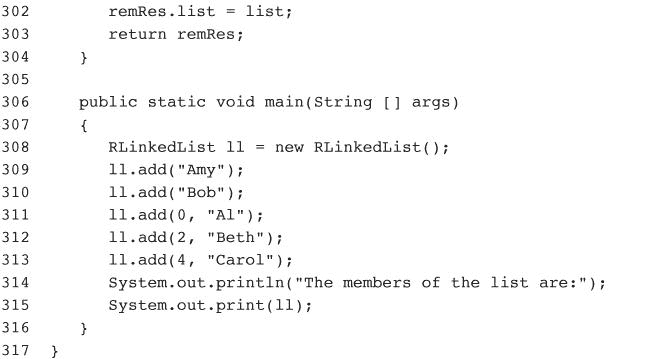 302        remRes.list = list;
303        return remRes;
304     }
305
306     public static void main(String [] args)
307     {
308        RLinkedList ll = new RLinkedList();
309        ll.add("Amy");
310        ll.add("Bob");
311        ll.add(0, "Al");
312        ll.add(2, "Beth");
313        ll.add(4, "Carol");
314        System.out.println("The members of the list are:");
315        System.out.print(ll);
316     }
317  }